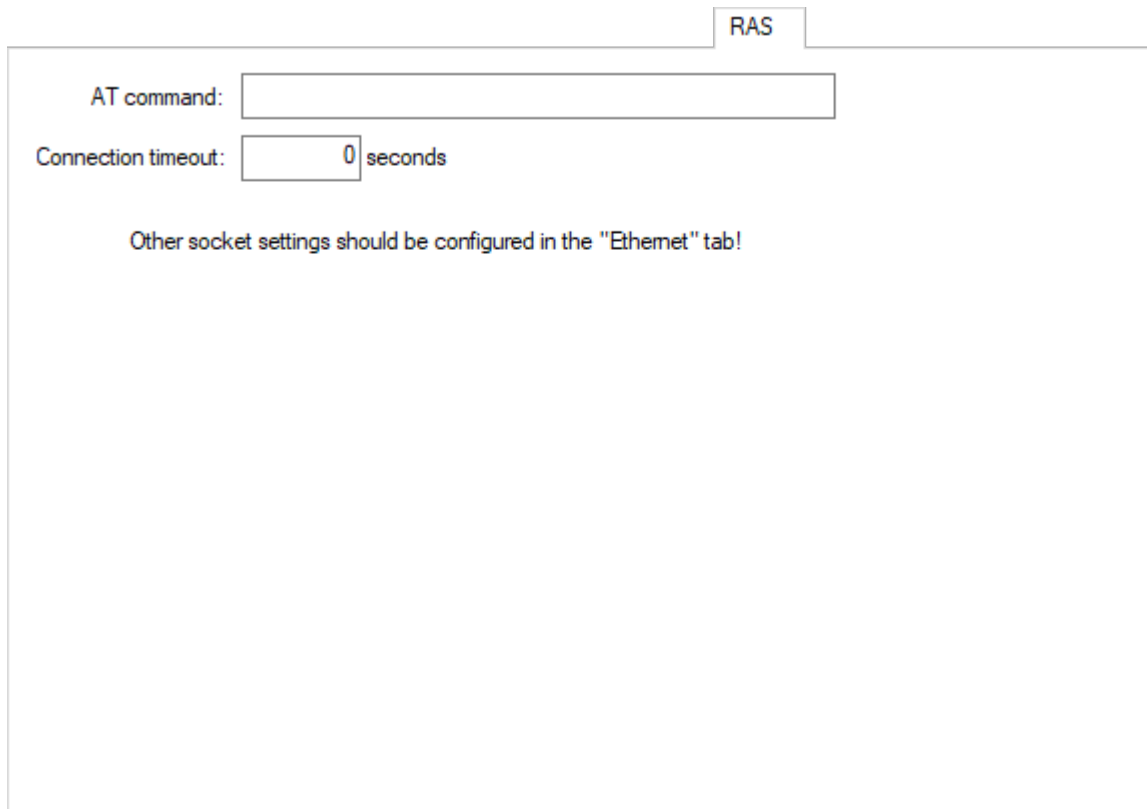 RAS
AT command:
Connection timeout: 0 seconds
Other socket settings should be configured in the "Ethernet" tab!